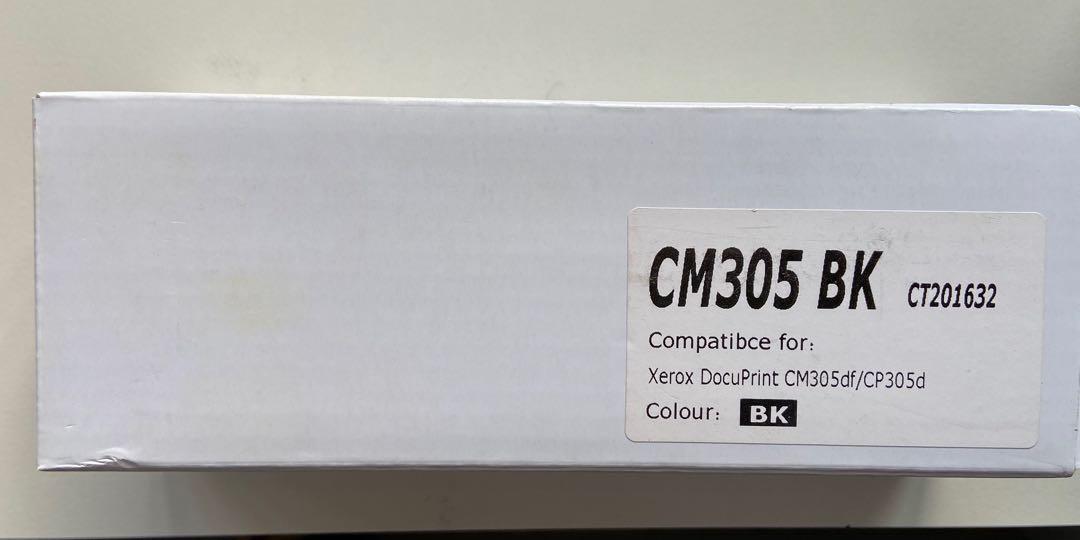 CM305 BK CT201632
Compatibce for:
Xerox DocuPrint CM305df/CP305d
Colour: BK